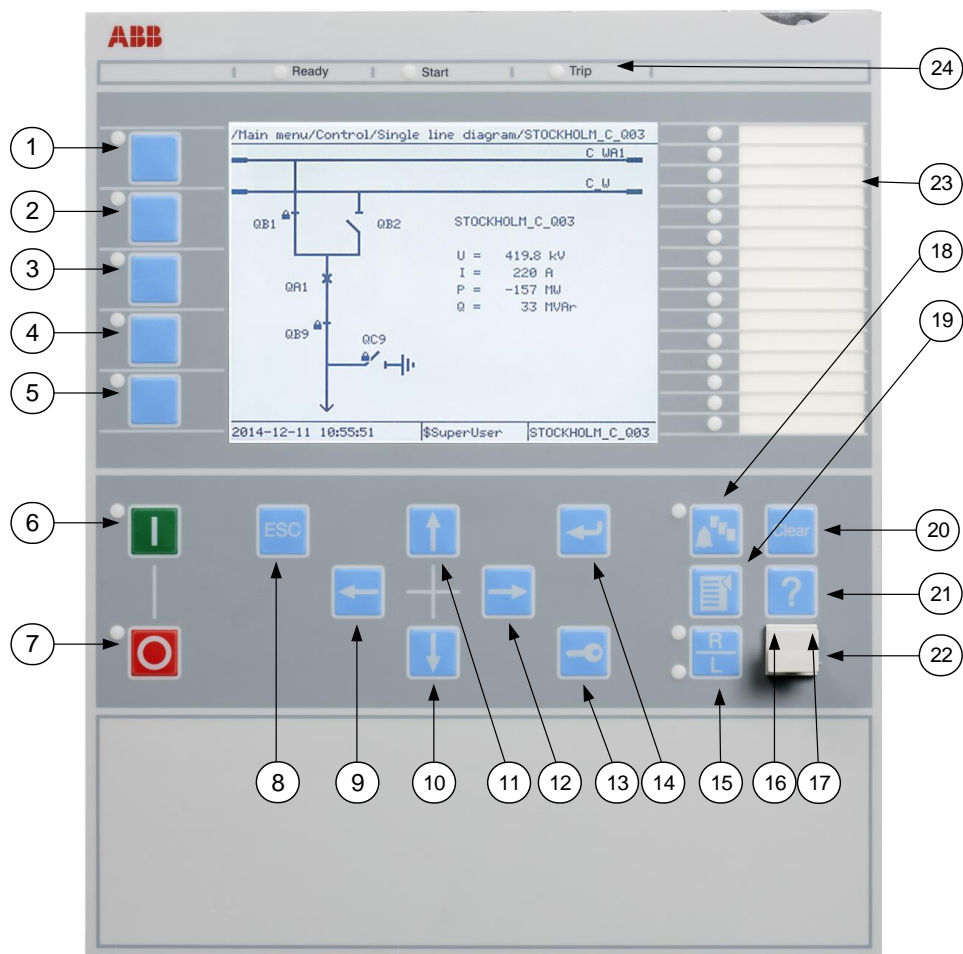 ABB
Ready Start Trip
24
/Main menu/Control/Single line diagram/STOCKHOLM_C_Q03
C_WA1
C_W
QB1 QB2
STOCKHOLM_C_Q03
U = 419.8 kV
I = 220 A
P = -157 MW
Q = 33 MVAr
QA1
QB9
QC9
2014-12-11 10:55:51 $SuperUser STOCKHOLM_C_Q03
1
2
3
4
5
23
18
19
6
I
ESC
Clear
20
?
21
7
O
R
L
22
8
9
10
11
12
13
14
15
16
17